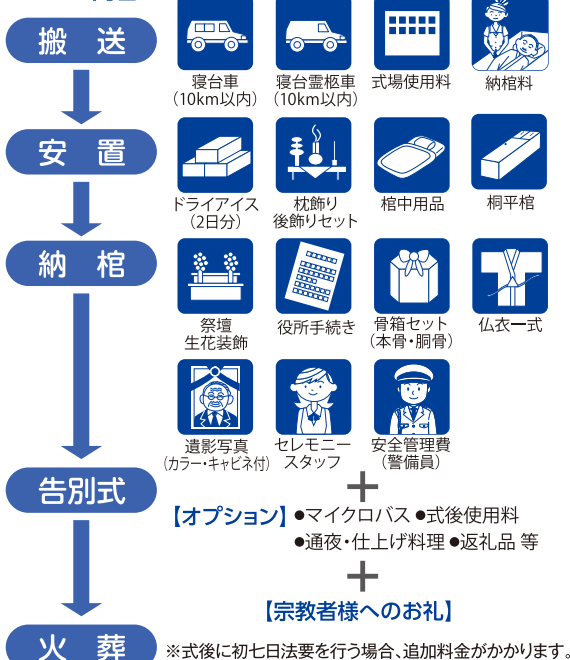 搬 送
寝台車
（10km以内）
寝台霊柩車
（10km以内）
式場使用料
納棺料
安 置
ドライアイス
（2日分）
枕飾り
後飾りセット
棺中用品
桐平棺
納 棺
祭壇
生花装飾
役所手続き
骨箱セット
（本骨・胴骨）
仏衣一式
遺影写真
（カラー・キャビネ付）
セレモニー
スタッフ
安全管理費
（警備員）
告別式
＋
【オプション】●マイクロバス ●式後使用料
●通夜・仕上げ料理 ●返礼品 等
＋
【宗教者様へのお礼】
火 葬
※式後に初七日法要を行う場合、追加料金がかかります。